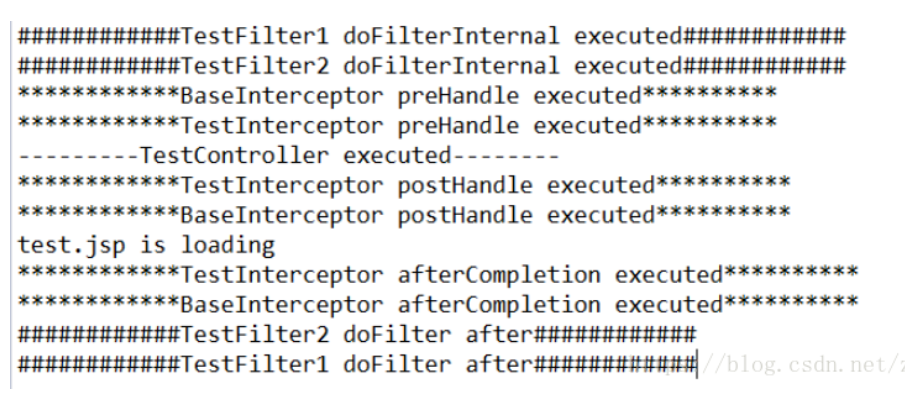 ############TestFilter1 doFilterInternal executed############
############TestFilter2 doFilterInternal executed############
************BaseInterceptor preHandle executed**********
************TestInterceptor preHandle executed**********
---------TestController executed--------
************TestInterceptor postHandle executed**********
************BaseInterceptor postHandle executed**********
test.jsp is loading
************TestInterceptor afterCompletion executed**********
************BaseInterceptor afterCompletion executed**********
############TestFilter2 doFilter after############
############TestFilter1 doFilter after############
//blog.csdn.net/